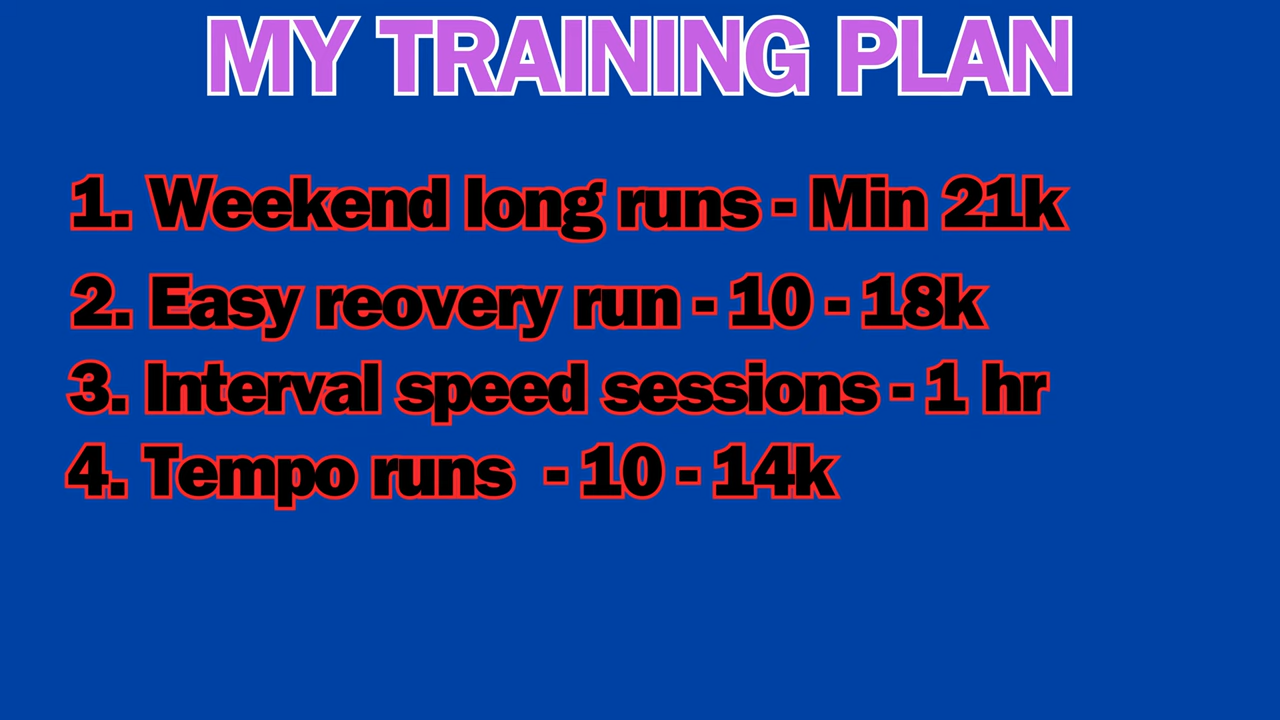 MY TRAINING PLAN
1. Weekend long runs - Min 21k
2. Easy reovery run - 10 - 18k
3. Interval speed sessions - 1 hr
4. Tempo runs  - 10 - 14k